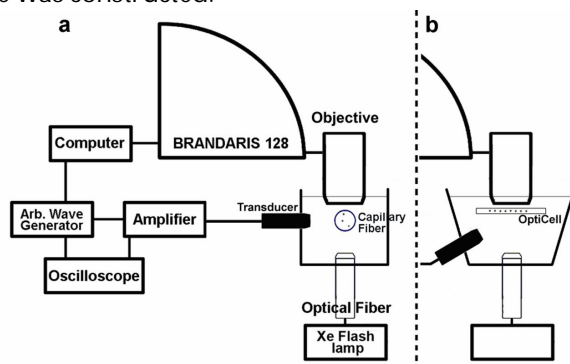 a
b
Objective
Computer
BRANDARIS 128
Transducer
Capillary
Fiber
Arb. Wave
Generator
Amplifier
OptiCell
Oscilloscope
Optical Fiber
Xe Flash
lamp